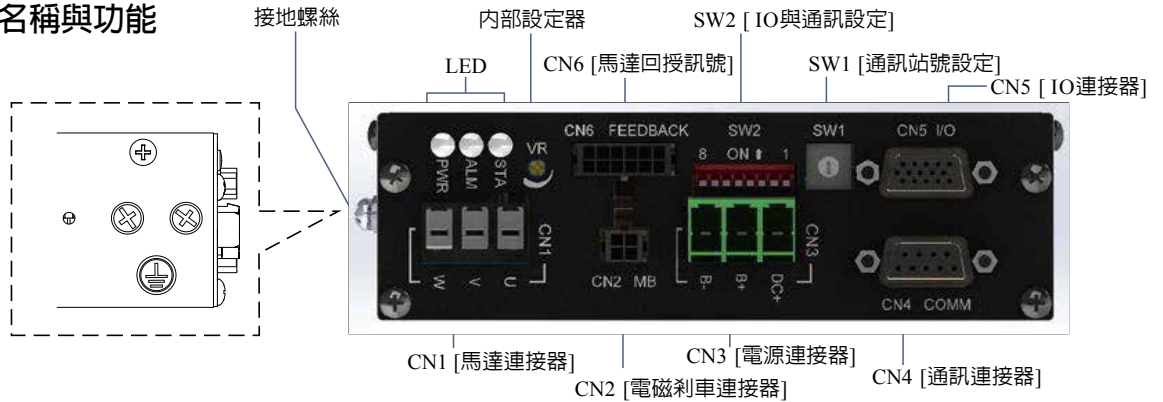 名稱與功能
接地螺絲
內部設定器
SW2 [ IO與通訊設定]
LED
CN6 [馬達回授訊號]
SW1 [通訊站號設定]
CN5 [ IO連接器]
CN6 FEEDBACK
SW2
SW1
CN5 I/O
8 ON 1
VR
PWR
ALM
STA
CN1
W
V
U
CN2 MB
B-
B+
DC+
CN3
CN4 COMM
CN1 [馬達連接器]
CN3 [電源連接器]
CN4 [通訊連接器]
CN2 [電磁剎車連接器]